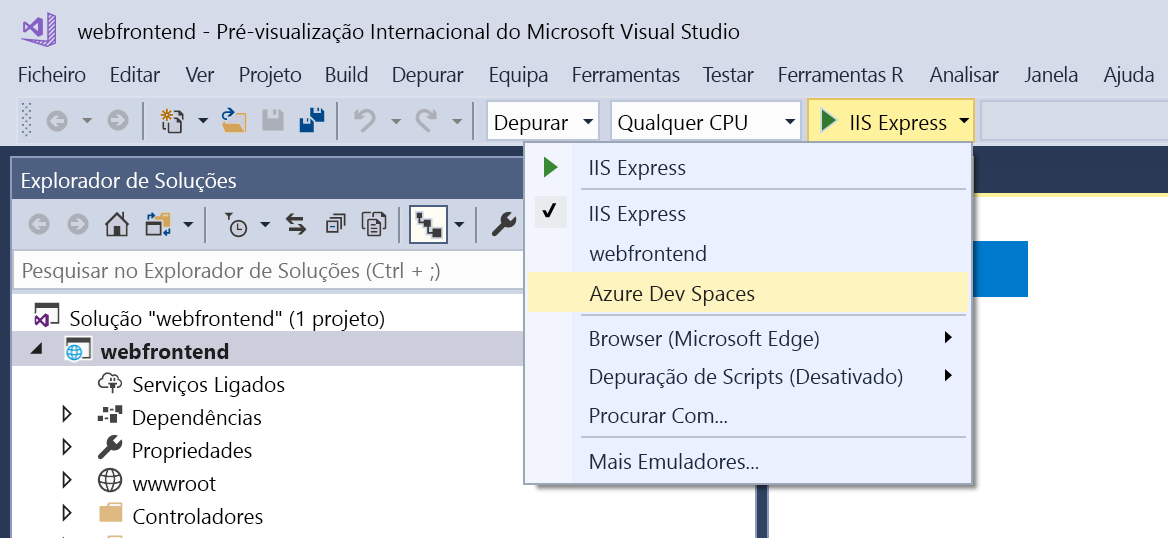 webfrontend - Pré-visualização Internacional do Microsoft Visual Studio
Ficheiro Editar Ver Projeto Build Depurar Equipa Ferramentas Testar Ferramentas R Analisar Janela Ajuda
Depurar Qualquer CPU IIS Express
IIS Express
IIS Express
webfrontend
Azure Dev Spaces
Browser (Microsoft Edge)
Depuração de Scripts (Desativado)
Procurar Com...
Mais Emuladores...
Explorador de Soluções
Pesquisar no Explorador de Soluções (Ctrl + ;)
Solução "webfrontend" (1 projeto)
webfrontend
Serviços Ligados
Dependências
Propriedades
wwwroot
Controladores